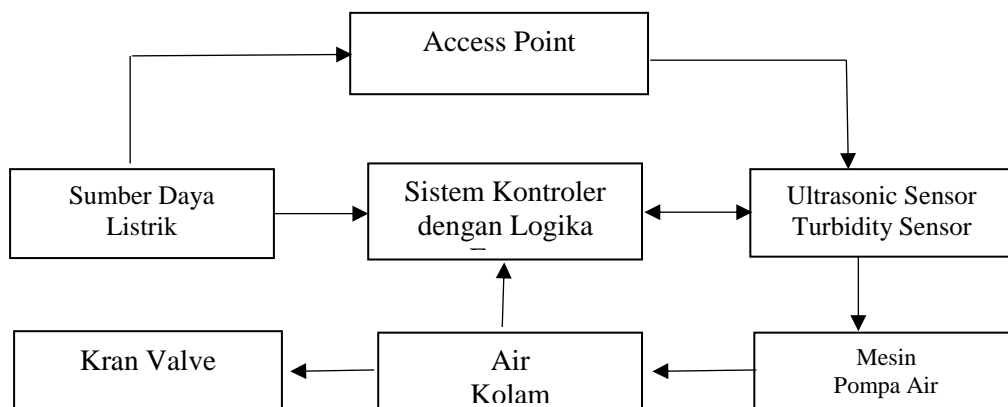 Access Point
Sumber Daya
Listrik
Sistem Kontroler
dengan Logika
Ultrasonic Sensor
Turbidity Sensor
Kran Valve
Air
Kolam
Mesin
Pompa Air